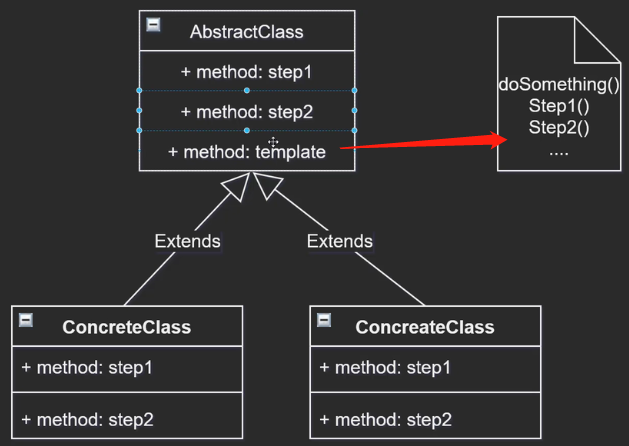 AbstractClass
+ method: step1
+ method: step2
+ method: template
doSomething()
Step1()
Step2()
....
Extends
Extends
ConcreteClass
+ method: step1
+ method: step2
ConcreateClass
+ method: step1
+ method: step2